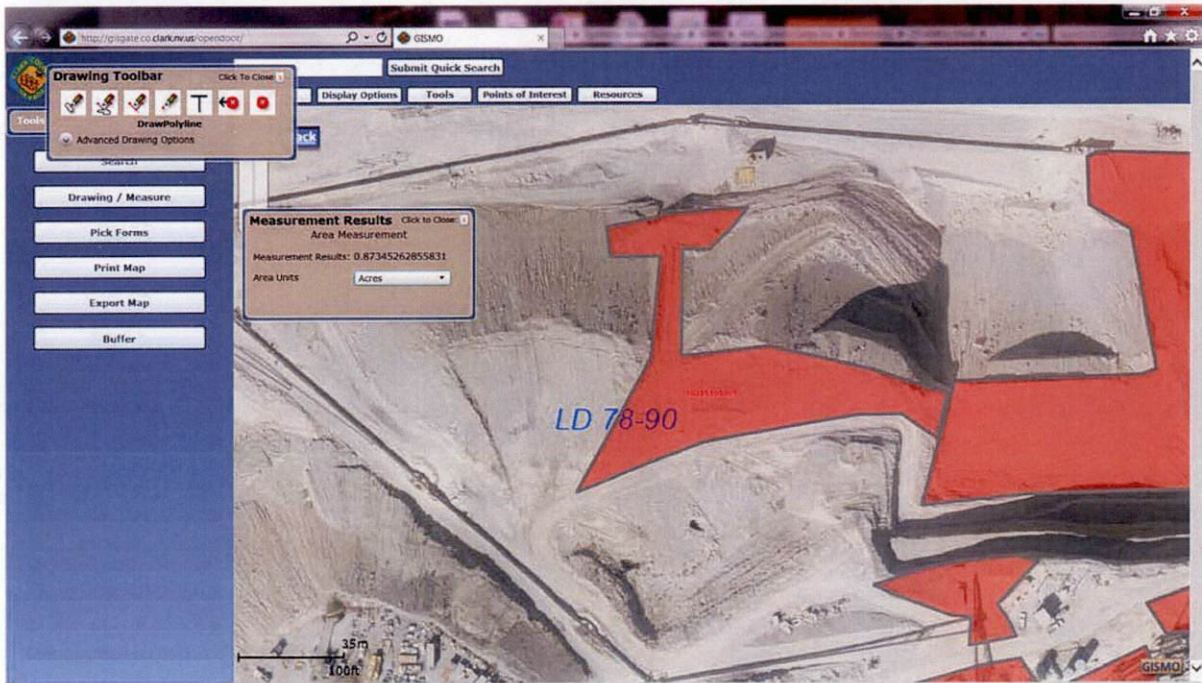 http://gisgate.co.clark.nv.us/opendoor/
GISMO
Drawing Toolbar
Click To Close
Submit Quick Search
Display Options
Tools
Points of Interest
Resources
DrawPolyline
Advanced Drawing Options
Tools
ack
Search
Drawing / Measure
Pick Forms
Print Map
Export Map
Buffer
Measurement Results
Click to Close
Area Measurement
Measurement Results: 0.87345262855831
Area Units
Acres
LD 78-90
35m
100ft
GISMO